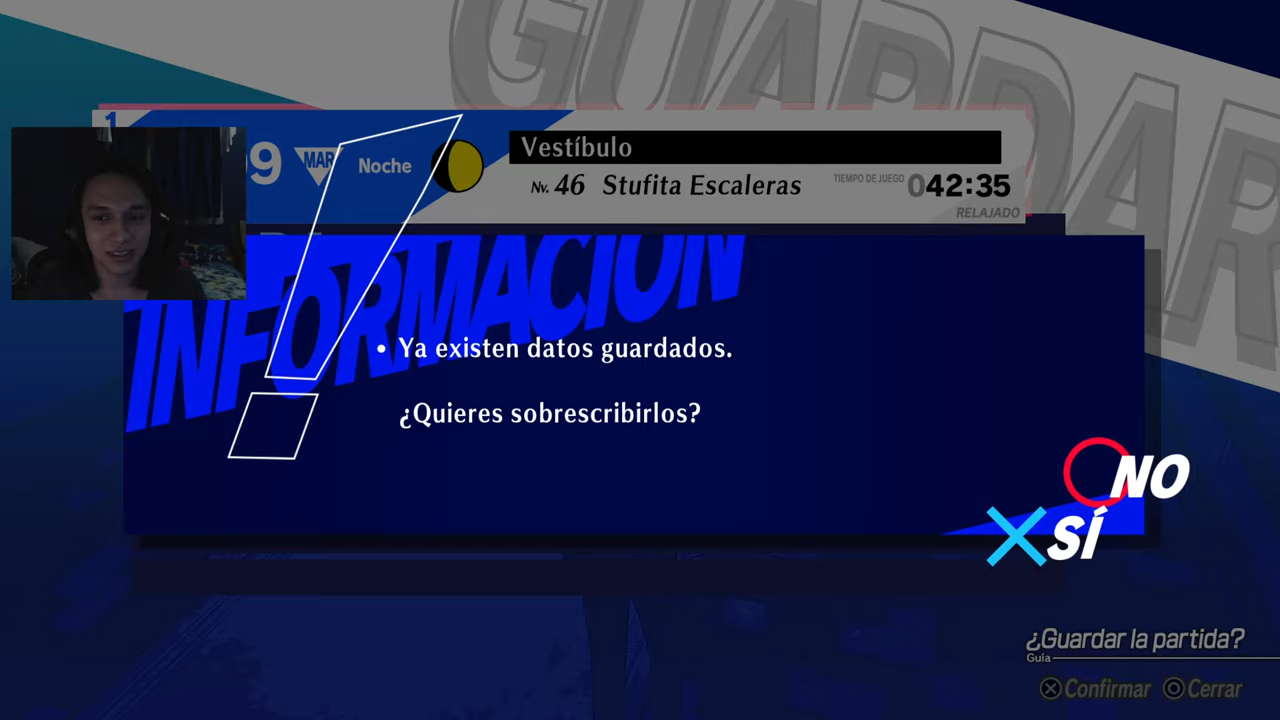 GUARDAR
1
9 MAR Noche
Vestíbulo
Nv. 46 Stufita Escaleras
TIEMPO DE JUEGO 042:35
RELAJADO
INFORMACIÓN
• Ya existen datos guardados.
¿Quieres sobrescribirlos?
NO
SÍ
¿Guardar la partida?
Guía
Confirmar Cerrar